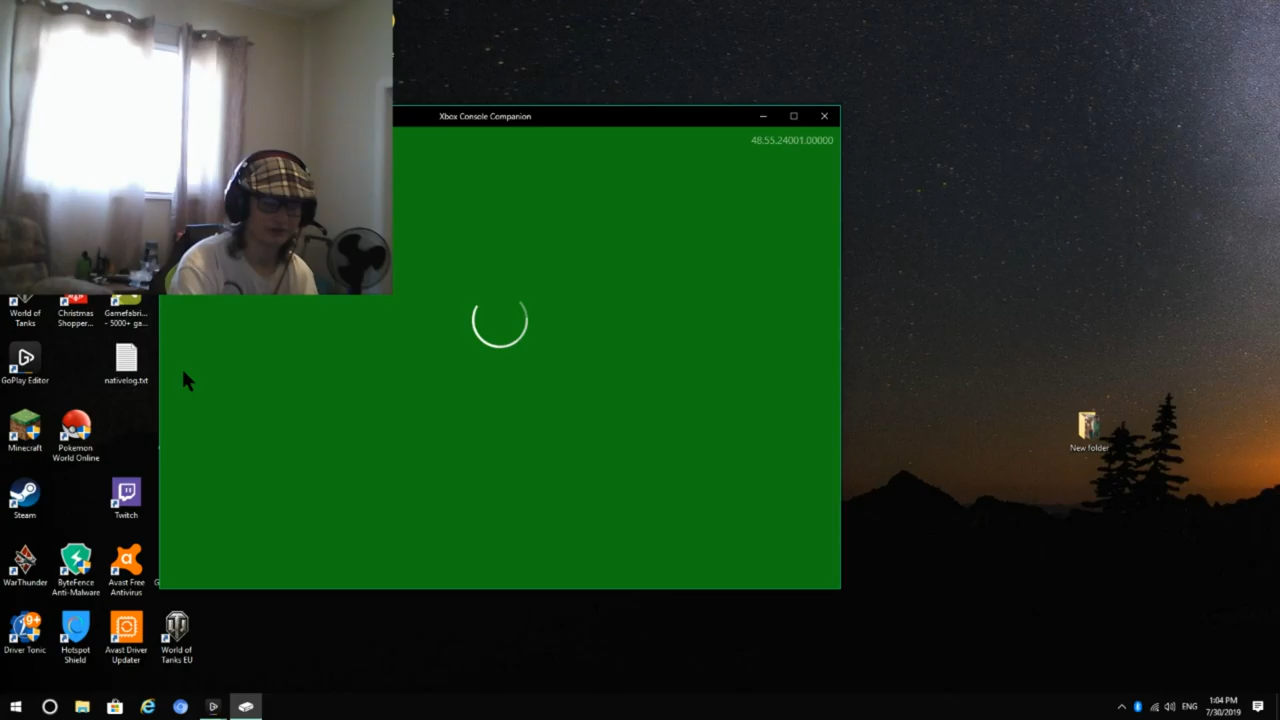 Xbox Console Companion
48.55.24001.00000
World of
Tanks
Christmas
Shopper...
Gamefabri...
- 5000+ ga...
GoPlay Editor
nativelog.txt
Minecraft
Pokemon
World Online
New folder
Steam
Twitch
WarThunder
ByteFence
Anti-Malware
Avast Free
Antivirus
G
Driver Tonic
Hotspot
Shield
Avast Driver
Updater
World of
Tanks EU
9+
ENG
1:04 PM
7/30/2019